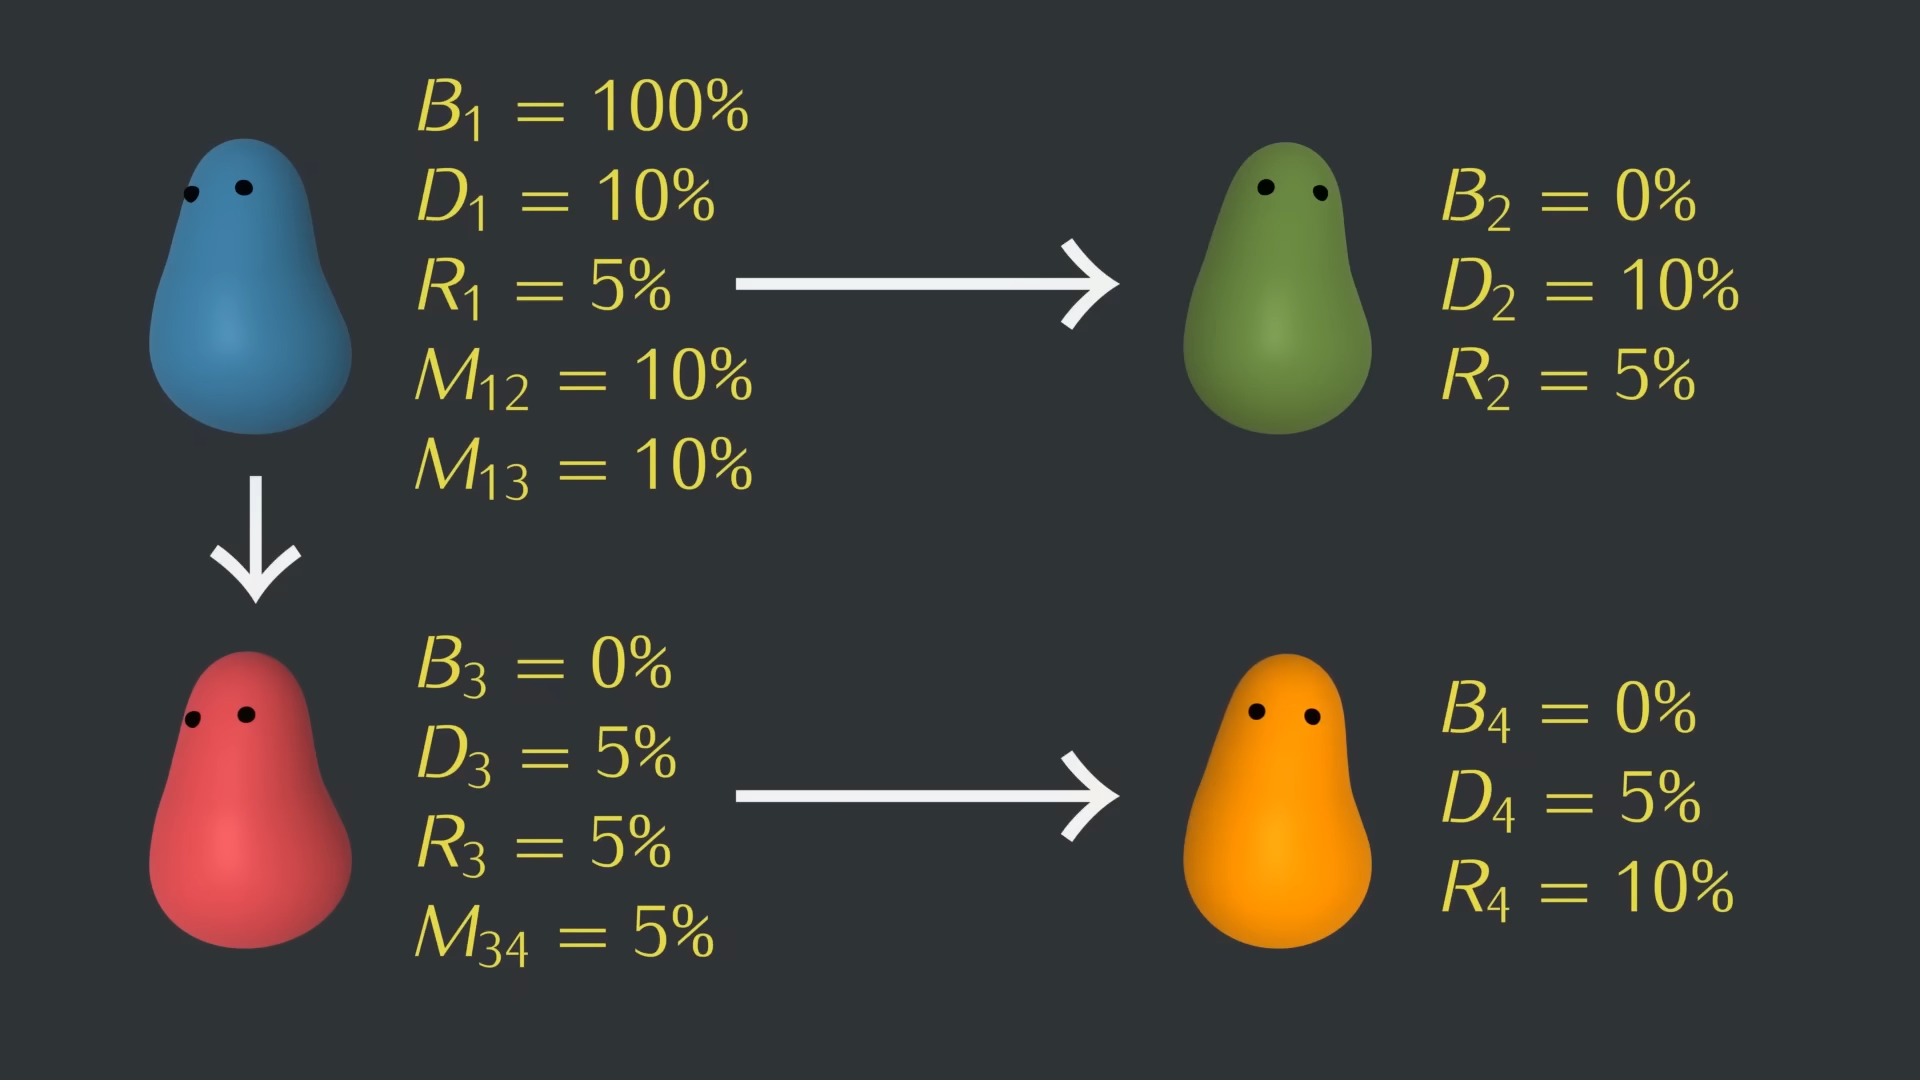 B₁ = 100%
D₁ = 10%
R₁ = 5%
M₁₂ = 10%
M₁₃ = 10%
B₂ = 0%
D₂ = 10%
R₂ = 5%
B₃ = 0%
D₃ = 5%
R₃ = 5%
M₃₄ = 5%
B₄ = 0%
D₄ = 5%
R₄ = 10%